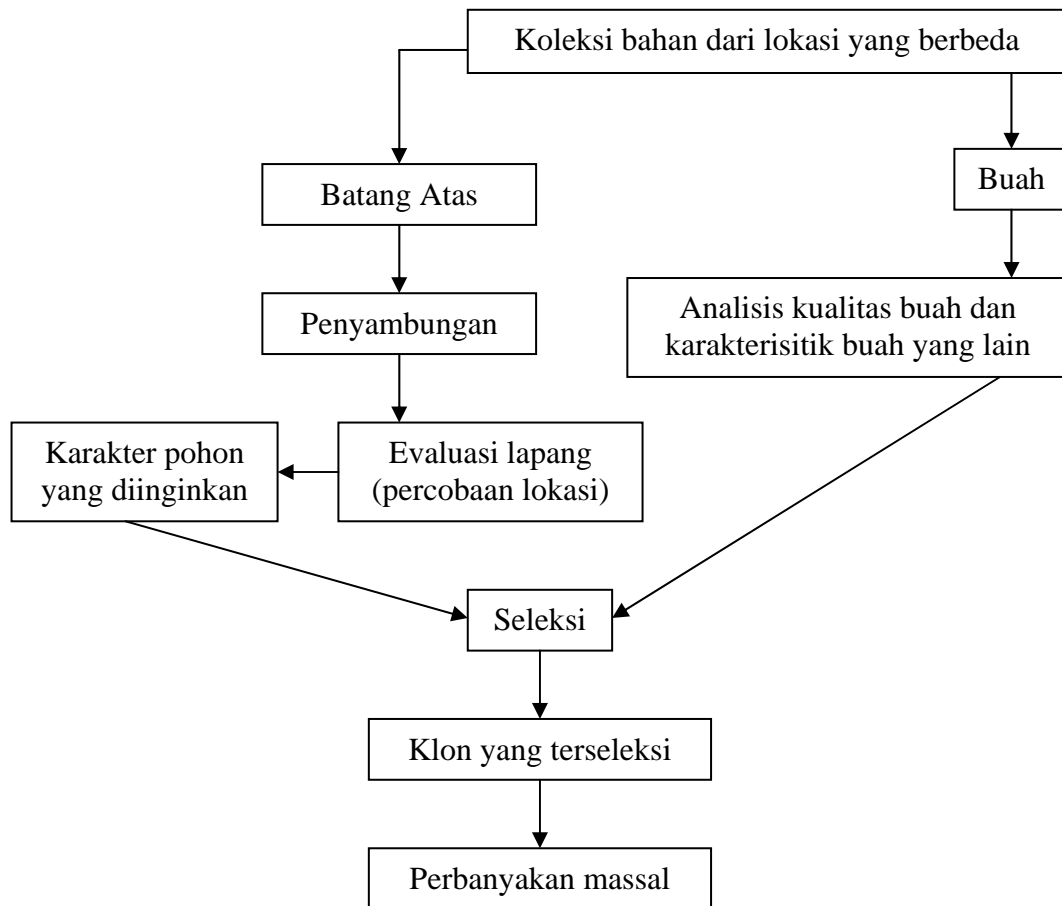 Koleksi bahan dari lokasi yang berbeda
Batang Atas
Buah
Penyambungan
Analisis kualitas buah dan
karakterisitik buah yang lain
Karakter pohon
yang diinginkan
Evaluasi lapang
(percobaan lokasi)
Seleksi
Klon yang terseleksi
Perbanyakan massal